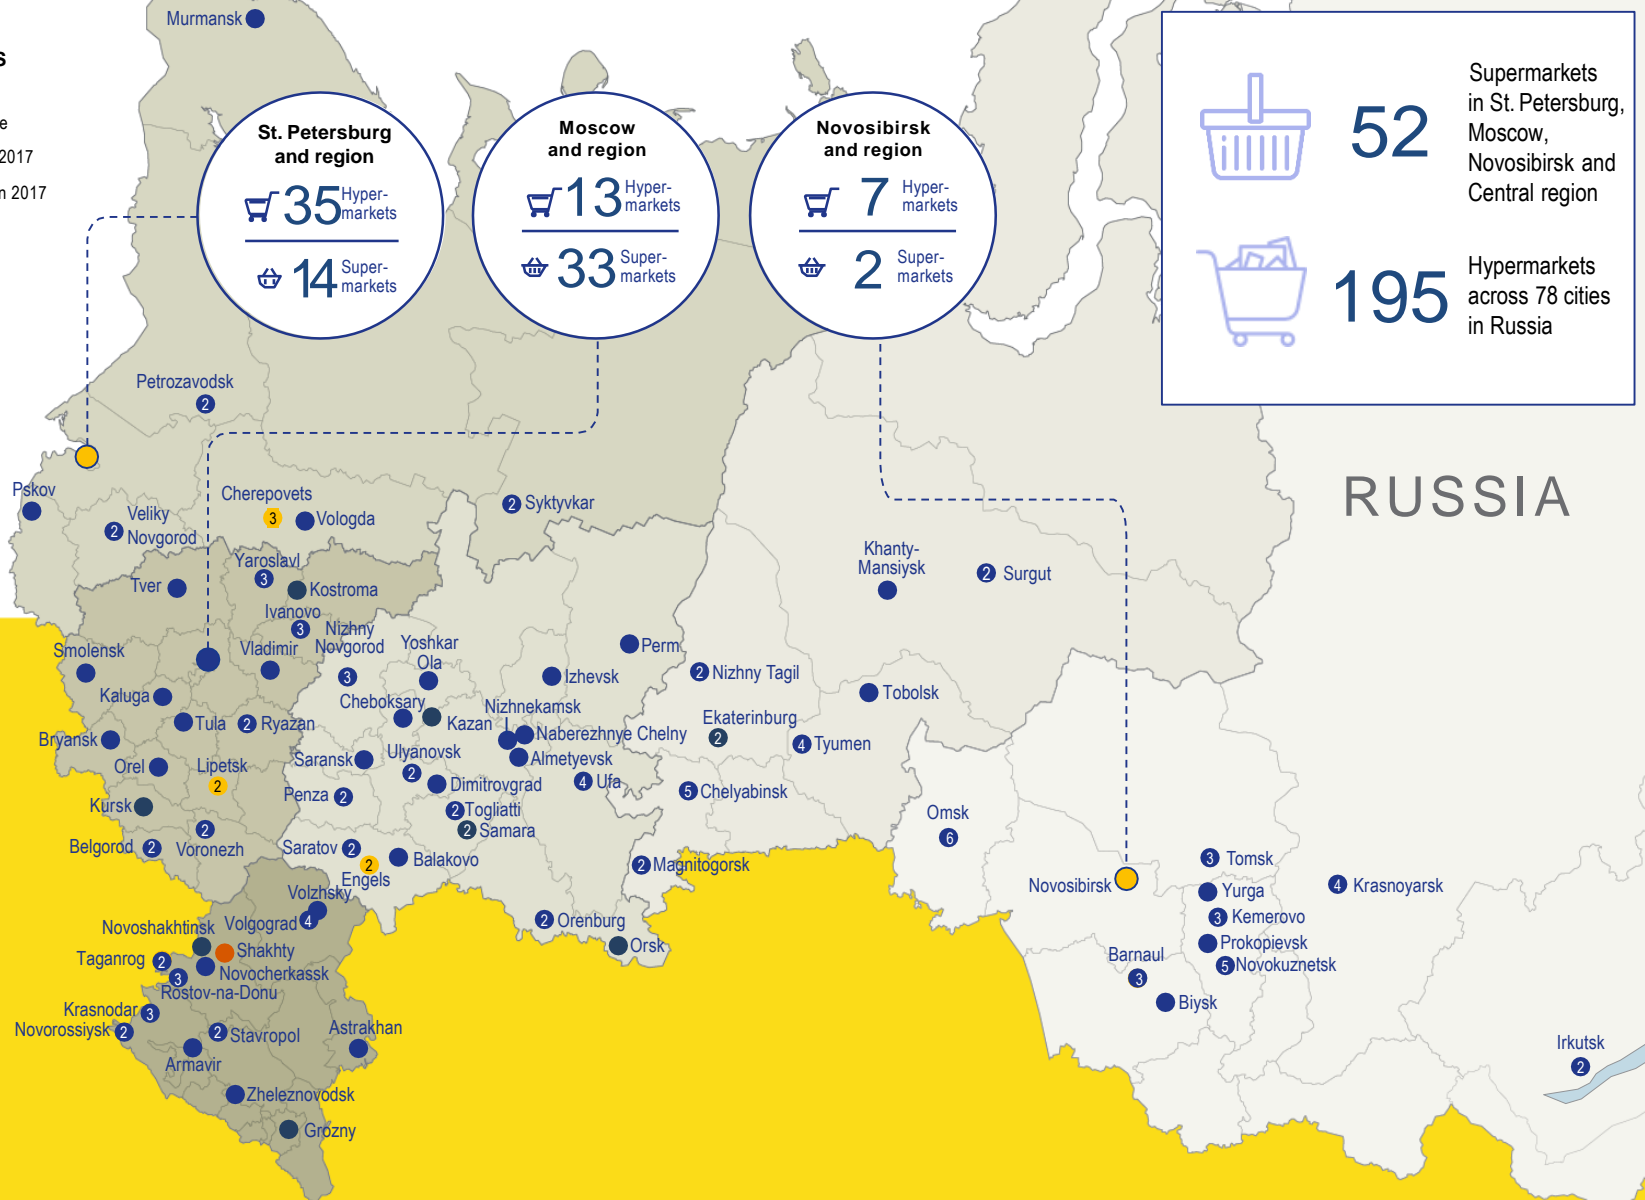 s
e
2017
n 2017
Murmansk
St. Petersburg
and region
35 Hyper-
markets
14 Super-
markets
Moscow
and region
13 Hyper-
markets
33 Super-
markets
Novosibirsk
and region
7 Hyper-
markets
2 Super-
markets
52
Supermarkets
in St. Petersburg,
Moscow,
Novosibirsk and
Central region
195
Hypermarkets
across 78 cities
in Russia
RUSSIA
Petrozavodsk
2
Pskov
Cherepovets
3
Vologda
2
Veliky
Novgorod
2 Syktyvkar
Yaroslavl
3
Tver
Kostroma
Ivanovo
3
Nizhny
Novgorod
3
Khanty-
Mansiysk
2 Surgut
Smolensk
Vladimir
Yoshkar
Ola
Perm
Kaluga
Izhevsk
2 Nizhny Tagil
Tobolsk
Cheboksary
Kazan
Nizhnekamsk
Naberezhnye Chelny
Tula
2 Ryazan
Ekaterinburg
2
4 Tyumen
Bryansk
Saransk
Ulyanovsk
2
Almetyevsk
Orel
Lipetsk
2
Dimitrovgrad
4 Ufa
Penza 2
5 Chelyabinsk
Kursk
2 Togliatti
2 Samara
Omsk
6
Belgorod 2
2
Voronezh
Saratov 2
2
Engels
Balakovo
2 Magnitogorsk
3 Tomsk
Novosibirsk
Yurga
4 Krasnoyarsk
Volzhsky
Volgograd 4
2 Orenburg
3 Kemerovo
Novoshakhtinsk
Shakhty
Orsk
Prokopievsk
Taganrog 2
Novocherkassk
3
Rostov-na-Donu
Barnaul
3
5 Novokuznetsk
Biysk
Krasnodar 3
Novorossiysk 2
2 Stavropol
Astrakhan
Armavir
Irkutsk
2
Zheleznovodsk
Grozny